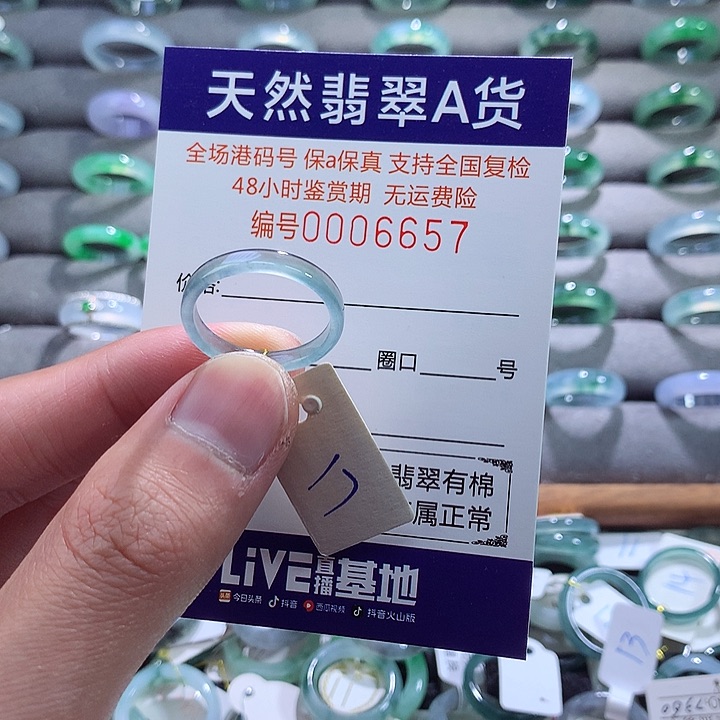 天然翡翠A货
全场港码号 保a保真 支持全国复检
48小时鉴赏期 无运费险
编号0006657
价格:
圈口 号
17
翡翠有棉
属正常
LiVE直播基地
今日头条 抖音 西瓜视频 抖音火山版
13